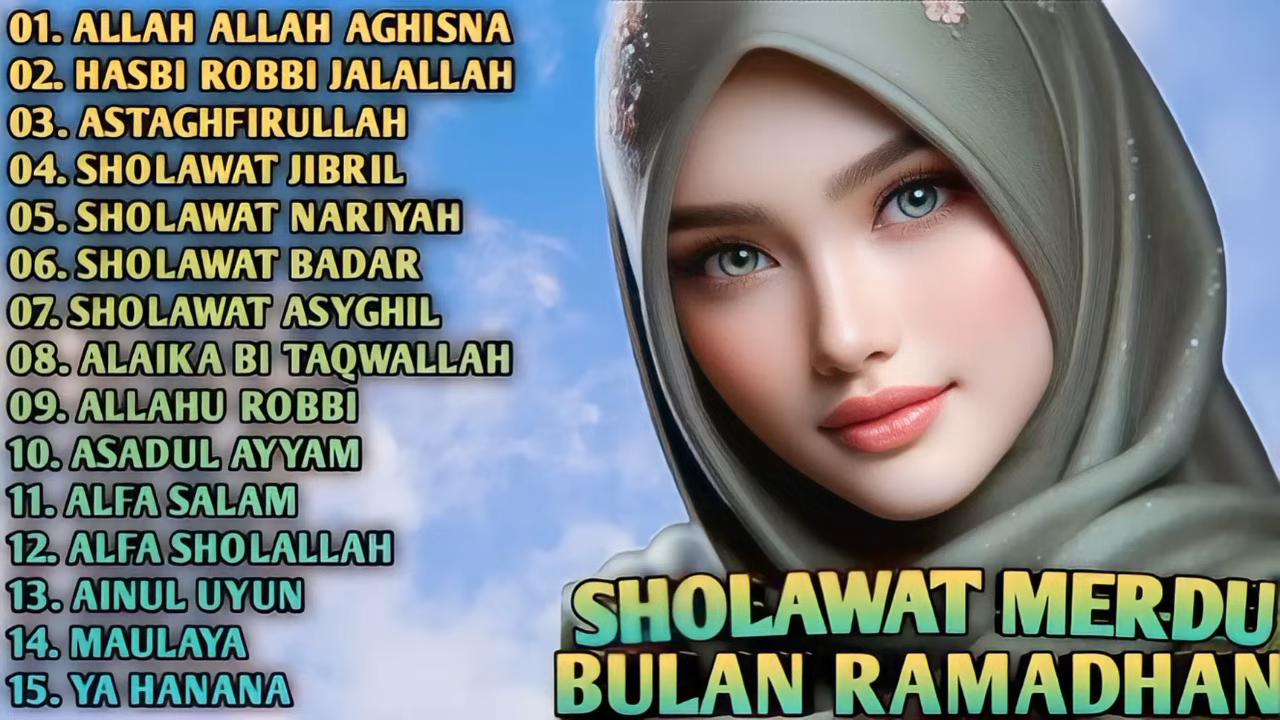 01. ALLAH ALLAH AGHISNA
02. HASBI ROBBI JALALLAH
03. ASTAGHFIRULLAH
04. SHOLAWAT JIBRIL
05. SHOLAWAT NARIYAH
06. SHOLAWAT BADAR
07. SHOLAWAT ASYGHIL
08. ALAIKA BI TAQWALLAH
09. ALLAHU ROBBI
10. ASADUL AYYAM
11. ALFA SALAM
12. ALFA SHOLALLAH
13. AINUL UYUN
14. MAULAYA
15. YA HANANA
SHOLAWAT MERDU
BULAN RAMADHAN